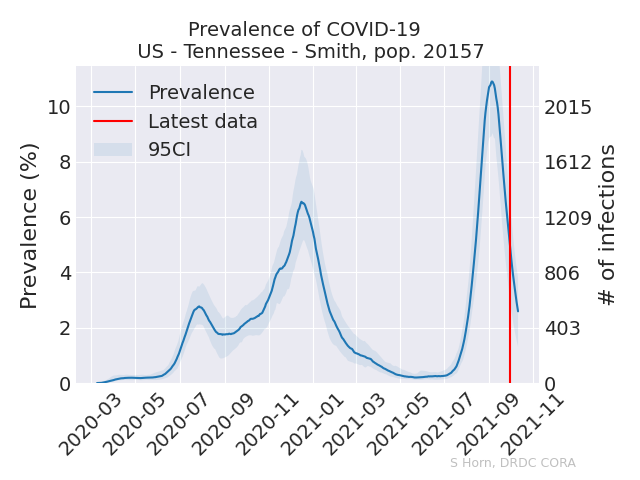 Prevalence of COVID-19
US - Tennessee - Smith, pop. 20157
Prevalence
Latest data
95CI
Prevalence (%)
10
8
6
4
2
0
2015
1612
1209
806
403
0
# of infections
2020-03
2020-05
2020-07
2020-09
2020-11
2021-01
2021-03
2021-05
2021-07
2021-09
2021-11
S Horn, DRDC CORA